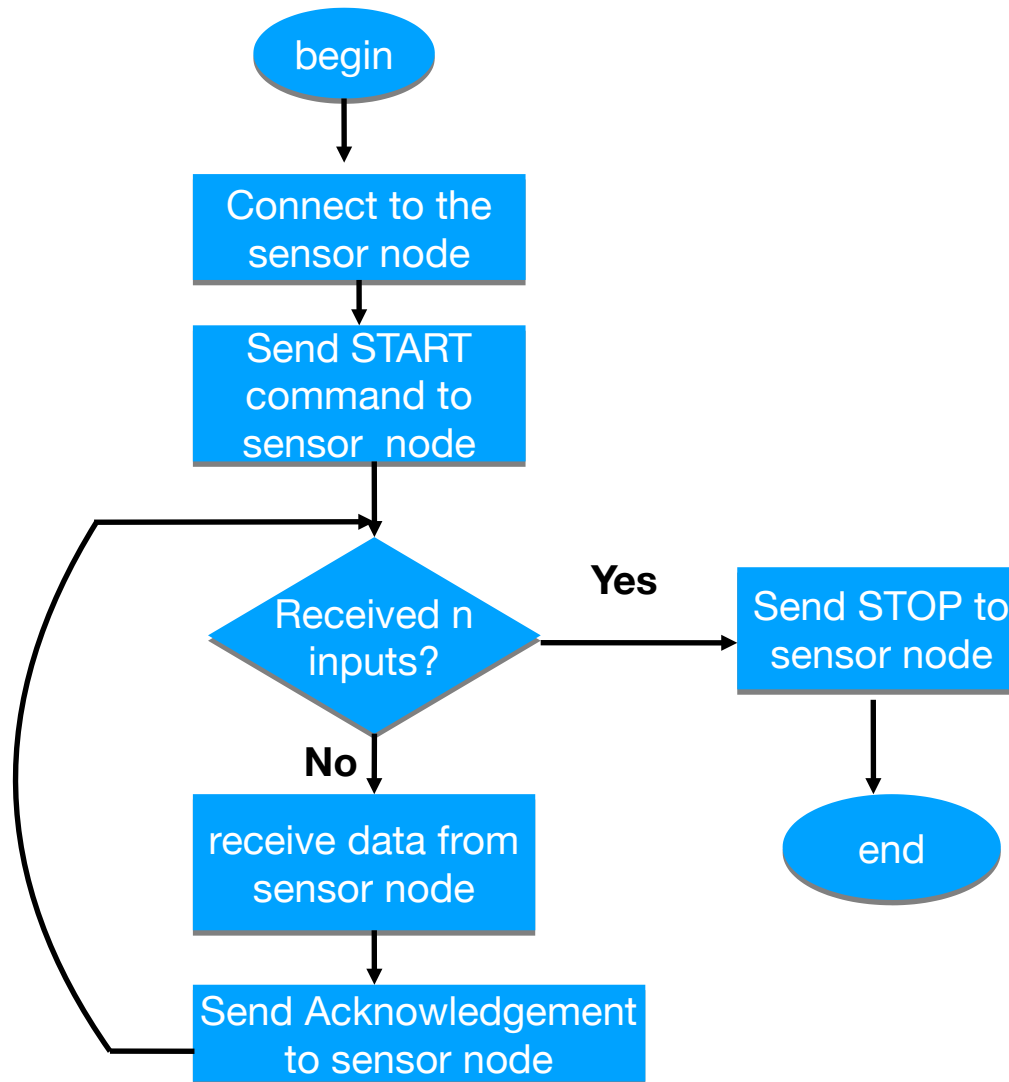 begin
Connect to the
sensor node
Send START
command to
sensor  node
Received n
inputs?
Yes
Send STOP to
sensor node
No
receive data from
sensor node
end
Send Acknowledgement
to sensor node